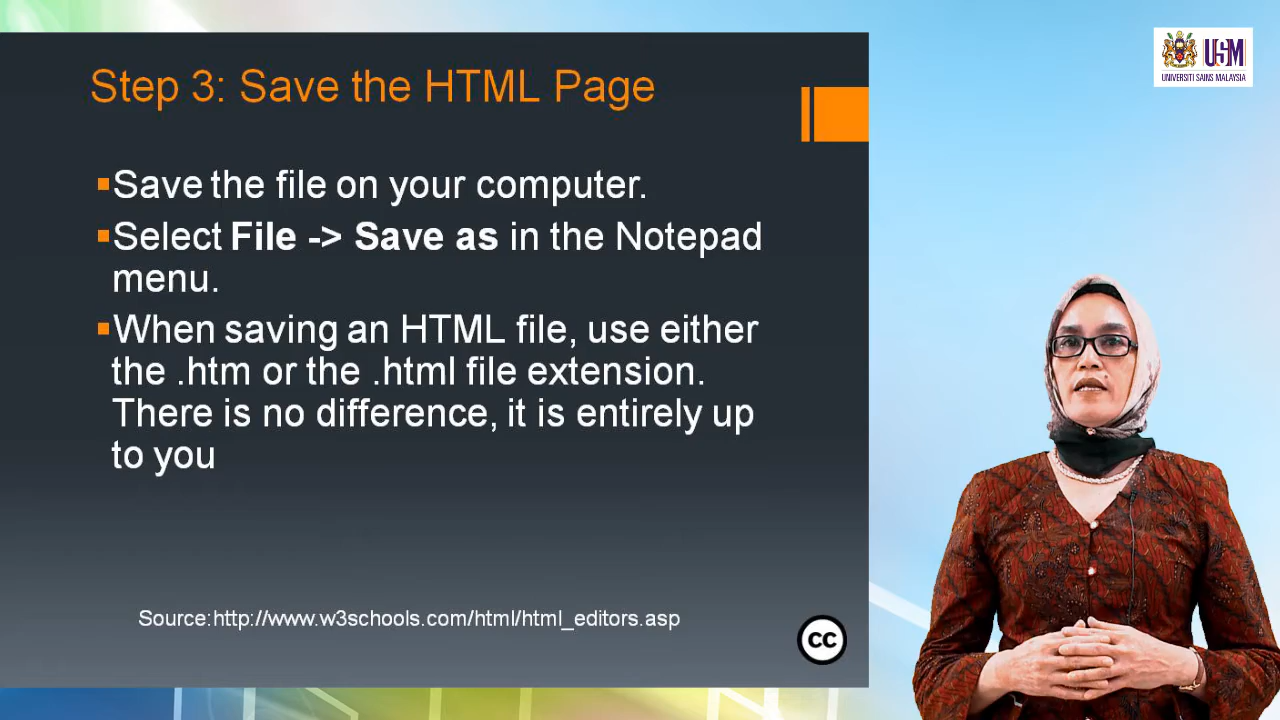 USM
UNIVERSITI SAINS MALAYSIA
Step 3: Save the HTML Page
Save the file on your computer.
Select File -> Save as in the Notepad
menu.
When saving an HTML file, use either
the .htm or the .html file extension.
There is no difference, it is entirely up
to you
Source:http://www.w3schools.com/html/html_editors.asp
cc